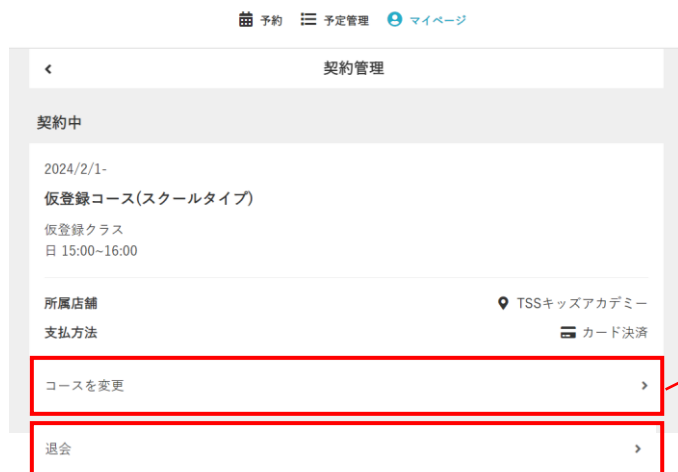 予約 予定管理 マイページ
契約管理
契約中
2024/2/1-
仮登録コース(スクールタイプ)
仮登録クラス
日 15:00~16:00
所属店舗 TSSキッズアカデミー
支払方法 カード決済
コースを変更
退会